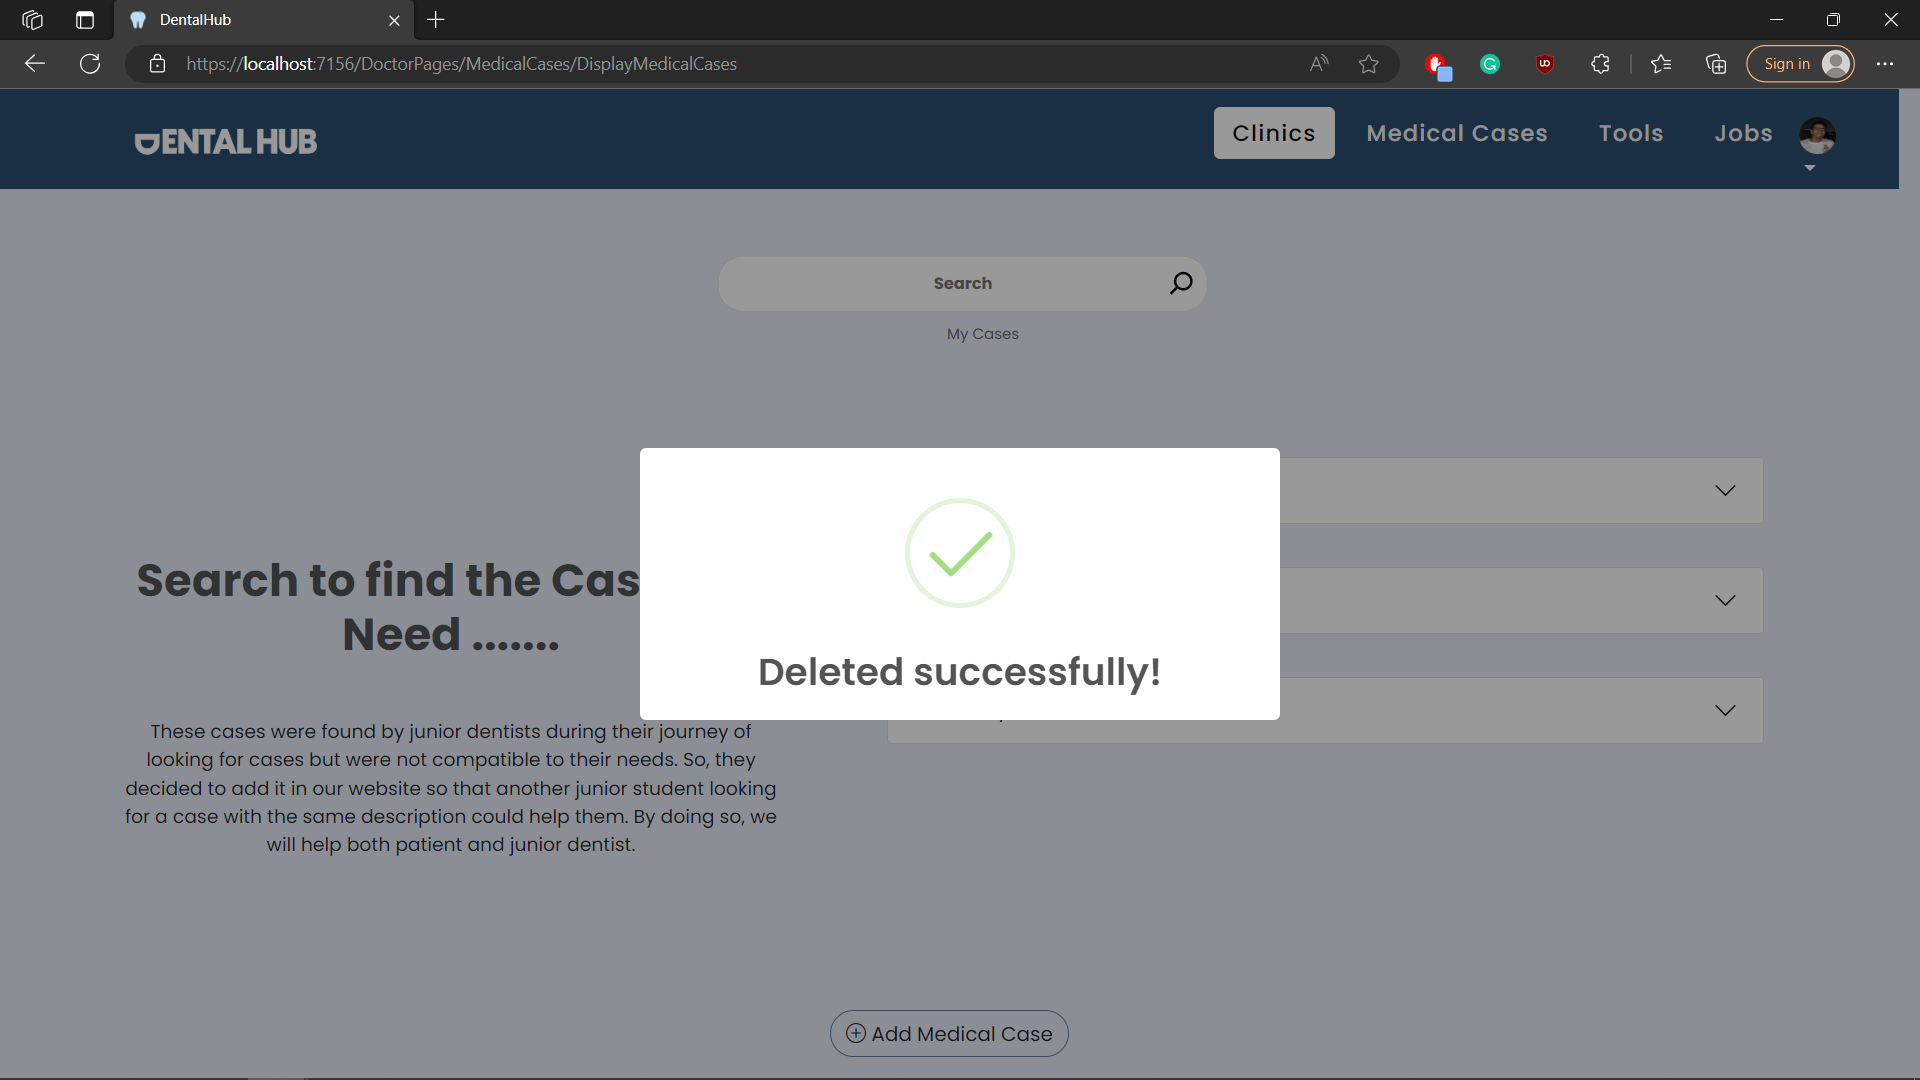 DentalHub
https://localhost:7156/DoctorPages/MedicalCases/DisplayMedicalCases
Sign in
DENTAL HUB
Clinics
Medical Cases
Tools
Jobs
Search
My Cases
Search to find the Cas
Need .......
Deleted successfully!
These cases were found by junior dentists during their journey of
looking for cases but were not compatible to their needs. So, they
decided to add it in our website so that another junior student looking
for a case with the same description could help them. By doing so, we
will help both patient and junior dentist.
Add Medical Case